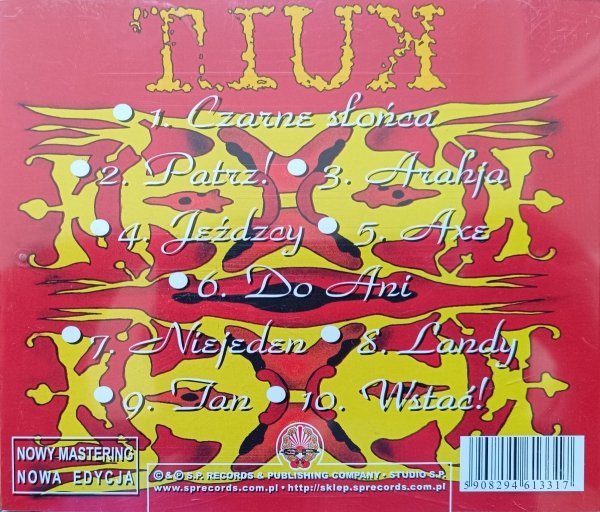 KULT
1. Czarne słońca
2. Patrz! 3. Arahja
4. Jeźdźcy 5. Axe
6. Do Ani
7. Niejeden 8. Landy
9. Tan 10. Wstać!
NOWY MASTERING
NOWA EDYCJA
© & ℗ S.P. RECORDS & PUBLISHING COMPANY · STUDIO S.P.
www.sprecords.com.pl · http://sklep.sprecords.com.pl
5 908294 613317